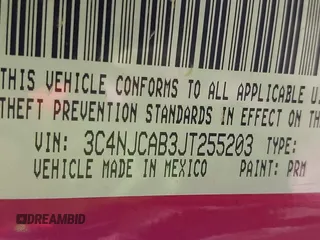 THIS VEHICLE CONFORMS TO ALL APPLICABLE U.
THEFT PREVENTION STANDARDS IN EFFECT ON TH
VIN: 3C4NJCAB3JT255203 TYPE:
VEHICLE MADE IN MEXICO PAINT: PRM
DREAMBID